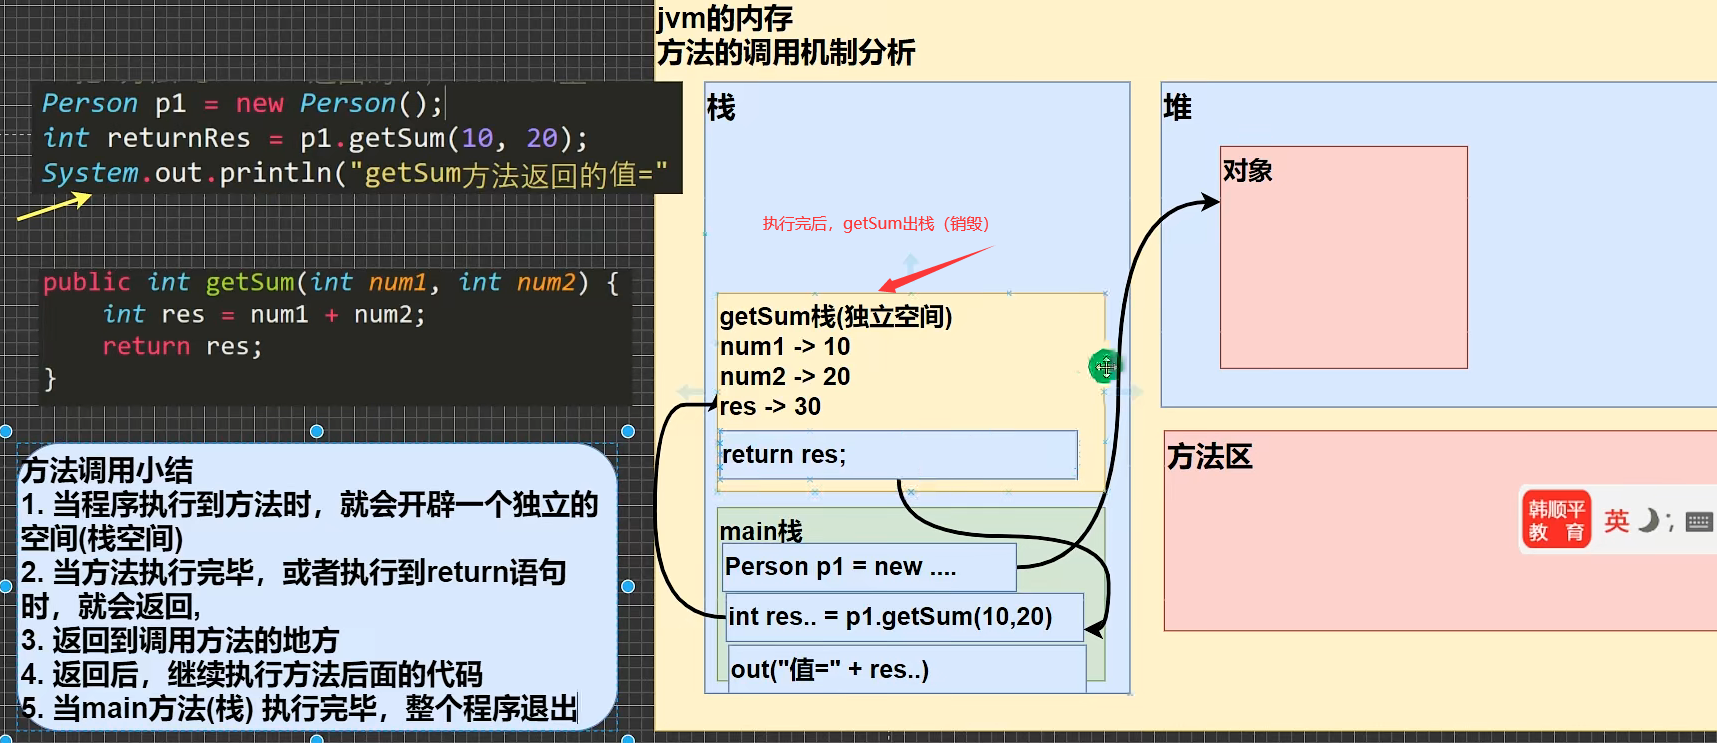 jvm的内存
方法的调用机制分析
Person p1 = new Person();
int returnRes = p1.getSum(10, 20);
System.out.println("getSum方法返回的值="
public int getSum(int num1, int num2) {
int res = num1 + num2;
return res;
}
方法调用小结
1. 当程序执行到方法时，就会开辟一个独立的
空间(栈空间)
2. 当方法执行完毕，或者执行到return语句
时，就会返回,
3. 返回到调用方法的地方
4. 返回后，继续执行方法后面的代码
5. 当main方法(栈) 执行完毕，整个程序退出
栈
执行完后，getSum出栈（销毁）
getSum栈(独立空间)
num1 -> 10
num2 -> 20
res -> 30
return res;
main栈
Person p1 = new ....
int res.. = p1.getSum(10,20)
out("值=" + res..)
堆
对象
方法区
韩顺平
教 育
英